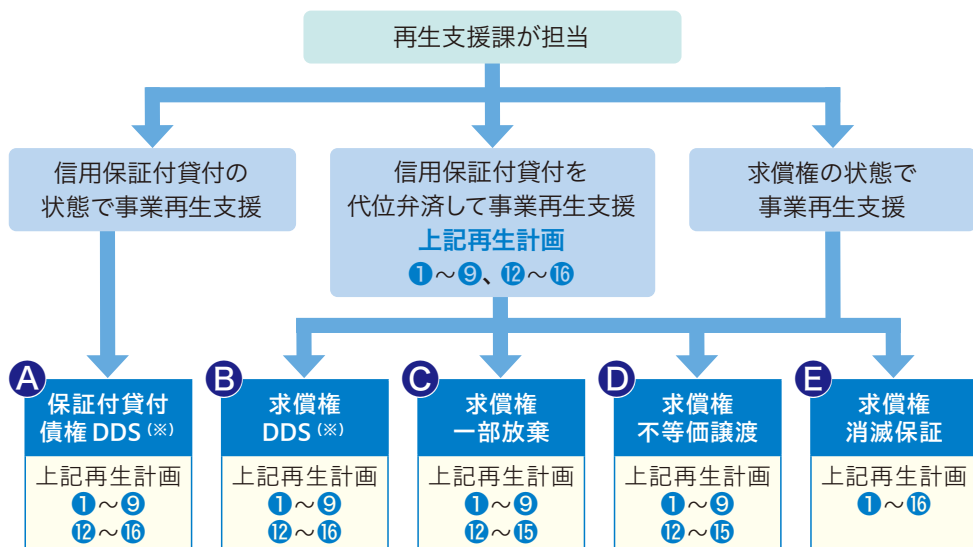 再生支援課が担当
信用保証付貸付の
状態で事業再生支援
信用保証付貸付を
代位弁済して事業再生支援
上記再生計画
❶～❾、⓬～⓰
求償権の状態で
事業再生支援
A
保証付貸付
債権 DDS (※)
上記再生計画
❶～❾
⓬～⓰
B
求償権
DDS (※)
上記再生計画
❶～❾
⓬～⓰
C
求償権
一部放棄
上記再生計画
❶～❾
⓬～⓯
D
求償権
不等価譲渡
上記再生計画
❶～❾
⓬～⓯
E
求償権
消滅保証
上記再生計画
❶～⓰